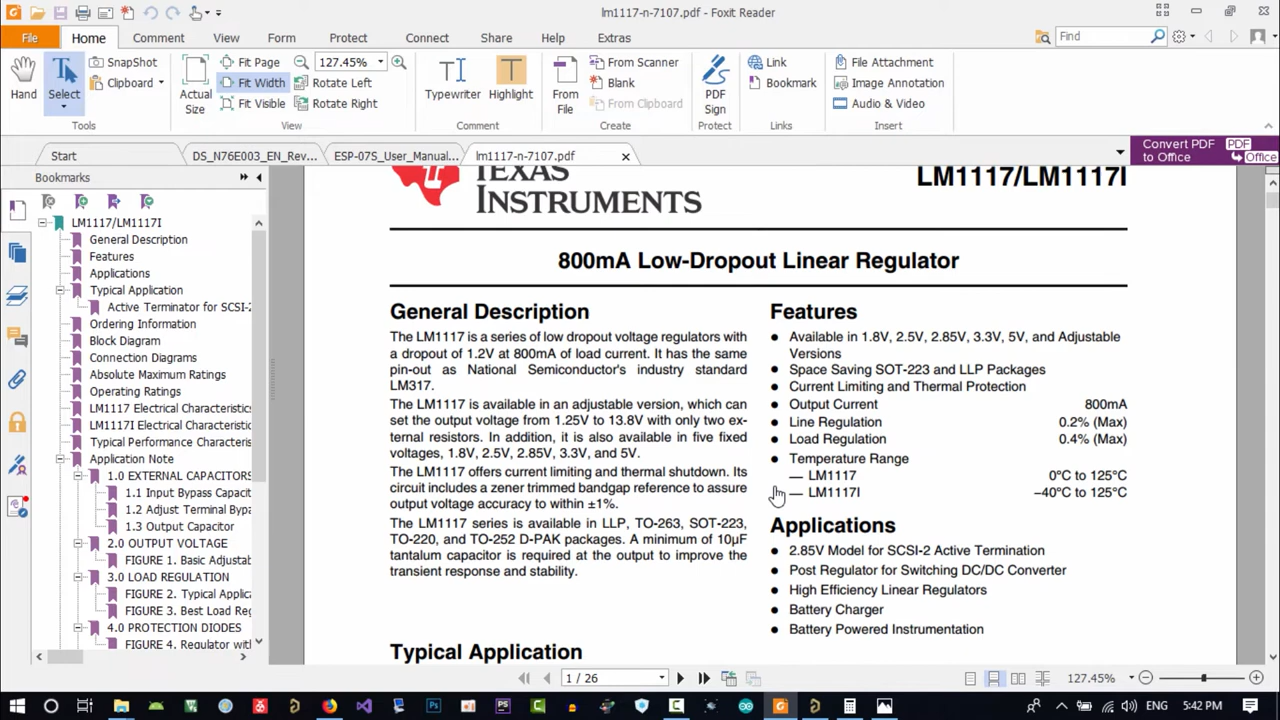 lm1117-n-7107.pdf - Foxit Reader
File Home Comment View Form Protect Connect Share Help Extras Find
Hand
Select
SnapShot
Clipboard
Tools
Actual Size
Fit Page
Fit Width
Fit Visible
127.45%
Rotate Left
Rotate Right
View
Typewriter
Highlight
Comment
From File
From Scanner
Blank
From Clipboard
Create
PDF Sign
Protect
Link
Bookmark
Links
File Attachment
Image Annotation
Audio & Video
Insert
Start DS_N76E003_EN_Rev... ESP-07S_User_Manual... lm1117-n-7107.pdf
Convert PDF to Office
PDF
Office
Bookmarks
LM1117/LM1117I
General Description
Features
Applications
Typical Application
Active Terminator for SCSI-2
Ordering Information
Block Diagram
Connection Diagrams
Absolute Maximum Ratings
Operating Ratings
LM1117 Electrical Characteristics
LM1117I Electrical Characteristics
Typical Performance Characteris
Application Note
1.0 EXTERNAL CAPACITORS
1.1 Input Bypass Capacit
1.2 Adjust Terminal Bypa
1.3 Output Capacitor
2.0 OUTPUT VOLTAGE
FIGURE 1. Basic Adjustab
3.0 LOAD REGULATION
FIGURE 2. Typical Applica
FIGURE 3. Best Load Reg
4.0 PROTECTION DIODES
FIGURE 4. Regulator with
TEXAS
INSTRUMENTS
LM1117/LM1117I
800mA Low-Dropout Linear Regulator
General Description
The LM1117 is a series of low dropout voltage regulators with
a dropout of 1.2V at 800mA of load current. It has the same
pin-out as National Semiconductor's industry standard
LM317.
The LM1117 is available in an adjustable version, which can
set the output voltage from 1.25V to 13.8V with only two ex-
ternal resistors. In addition, it is also available in five fixed
voltages, 1.8V, 2.5V, 2.85V, 3.3V, and 5V.
The LM1117 offers current limiting and thermal shutdown. Its
circuit includes a zener trimmed bandgap reference to assure
output voltage accuracy to within ±1%.
The LM1117 series is available in LLP, TO-263, SOT-223,
TO-220, and TO-252 D-PAK packages. A minimum of 10µF
tantalum capacitor is required at the output to improve the
transient response and stability.
Typical Application
Features
● Available in 1.8V, 2.5V, 2.85V, 3.3V, 5V, and Adjustable
Versions
● Space Saving SOT-223 and LLP Packages
● Current Limiting and Thermal Protection
● Output Current 800mA
● Line Regulation 0.2% (Max)
● Load Regulation 0.4% (Max)
● Temperature Range
— LM1117 0°C to 125°C
— LM1117I −40°C to 125°C
Applications
● 2.85V Model for SCSI-2 Active Termination
● Post Regulator for Switching DC/DC Converter
● High Efficiency Linear Regulators
● Battery Charger
● Battery Powered Instrumentation
1 / 26
127.45%
ENG 5:42 PM